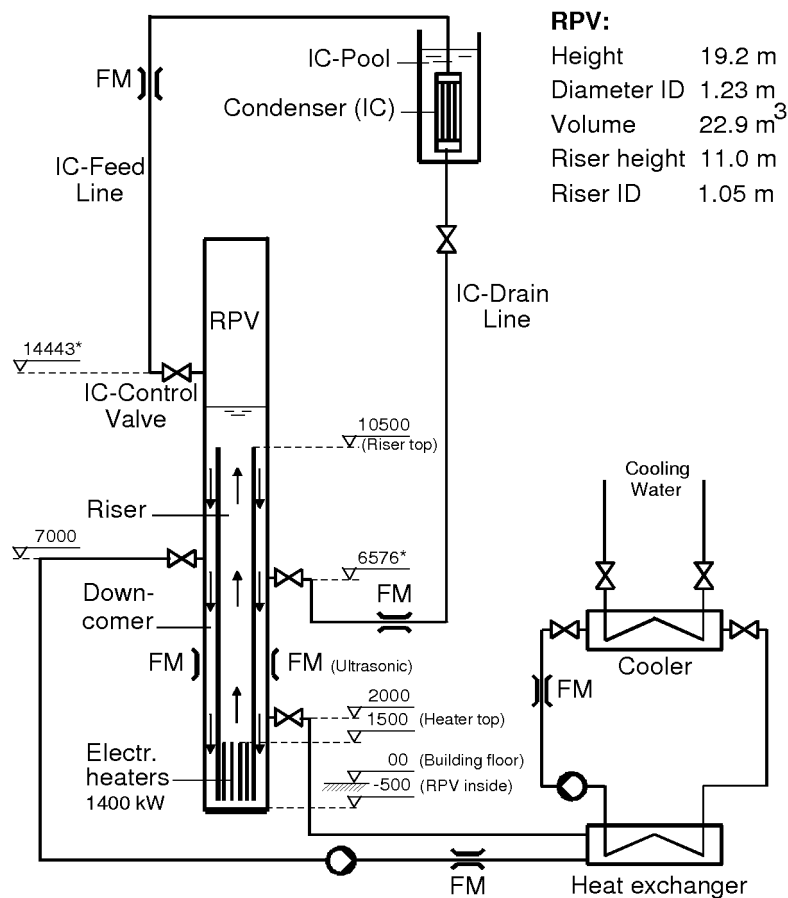 RPV:
Height 19.2 m
Diameter ID 1.23 m
Volume 22.9 m3
Riser height 11.0 m
Riser ID 1.05 m
IC-Pool
FM
Condenser (IC)
IC-Feed
Line
IC-Drain
Line
RPV
14443*
IC-Control
Valve
10500
(Riser top)
Cooling
Water
Riser
7000
6576*
FM
Down-
comer
FM
FM (Ultrasonic)
Cooler
FM
2000
1500 (Heater top)
Electr.
heaters
1400 kW
00 (Building floor)
-500 (RPV inside)
FM
Heat exchanger